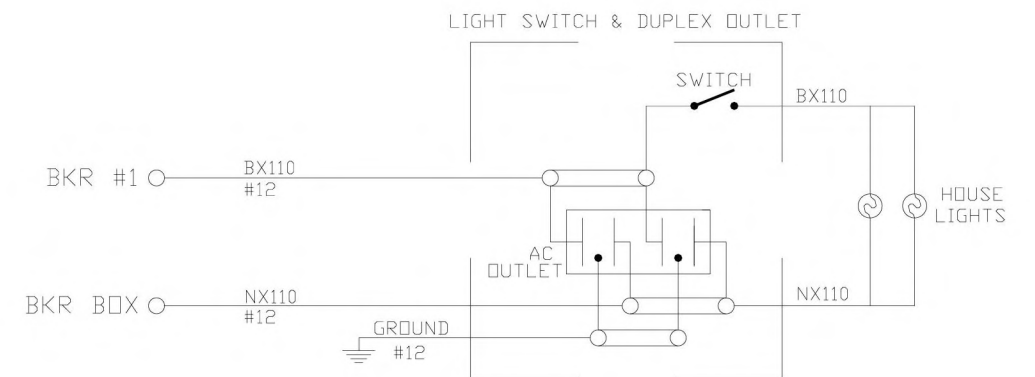 LIGHT SWITCH & DUPLEX OUTLET
SWITCH
BX110
BKR #1
BX110
#12
HOUSE
LIGHTS
AC
OUTLET
BKR BOX
NX110
#12
NX110
GROUND
#12